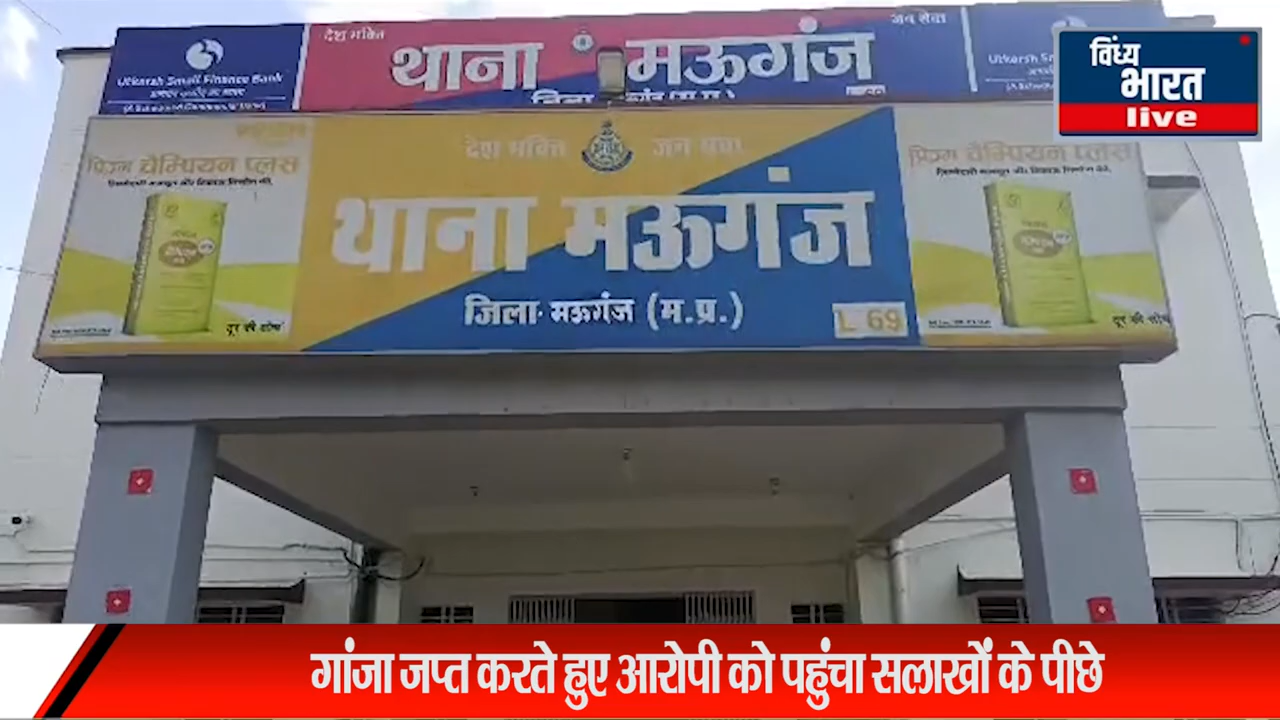 देश भक्ति
जन सेवा
Utkarsh Small Finance Bank
थाना मऊगंज
विंध्य
भारत
live
देश भक्ति जन सेवा
प्रिज्म चैम्पियन प्लस
प्रिज्म चैम्पियन प्लस
थाना मऊगंज
जिला- मऊगंज (म.प्र.)
L 69
दूर की सोच
दूर की सोच
गांजा जप्त करते हुए आरोपी को पहुंचा सलाखों के पीछे